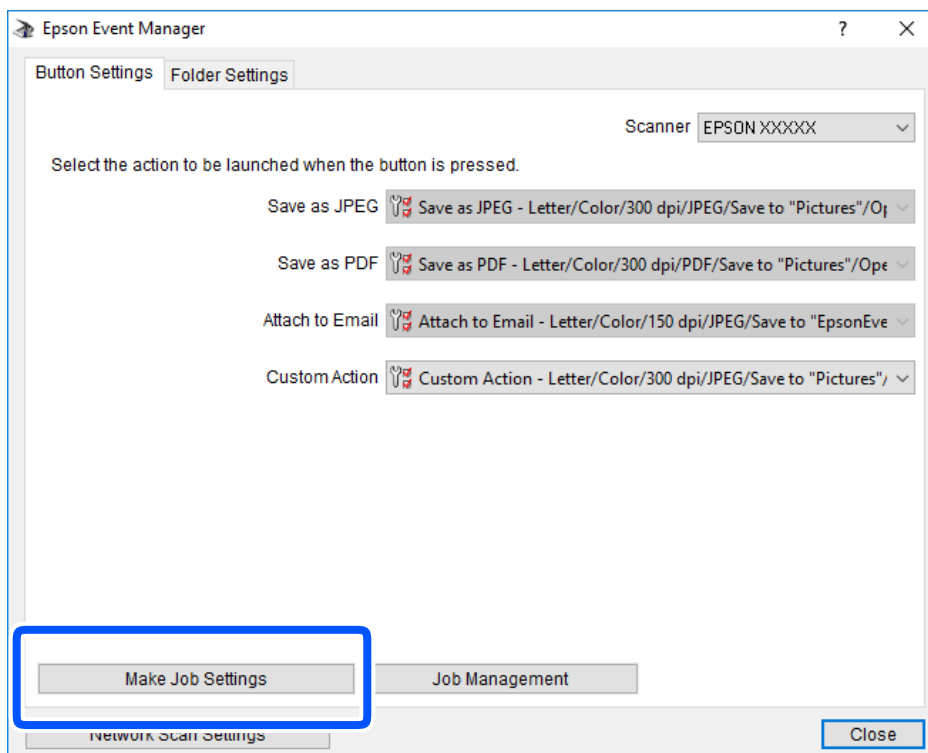 Epson Event Manager
Button Settings Folder Settings
Scanner EPSON XXXXX
Select the action to be launched when the button is pressed.
Save as JPEG Save as JPEG - Letter/Color/300 dpi/JPEG/Save to "Pictures"/Op
Save as PDF Save as PDF - Letter/Color/300 dpi/PDF/Save to "Pictures"/Ope
Attach to Email Attach to Email - Letter/Color/150 dpi/JPEG/Save to "EpsonEve
Custom Action Custom Action - Letter/Color/300 dpi/JPEG/Save to "Pictures"/
Make Job Settings Job Management
Network Scan Settings Close